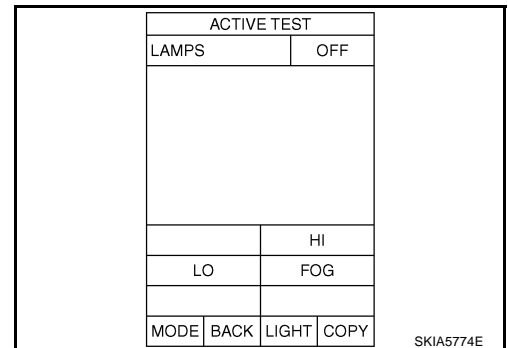 ACTIVE TEST
LAMPS OFF
HI
LO FOG
MODE BACK LIGHT COPY
SKIA5774E